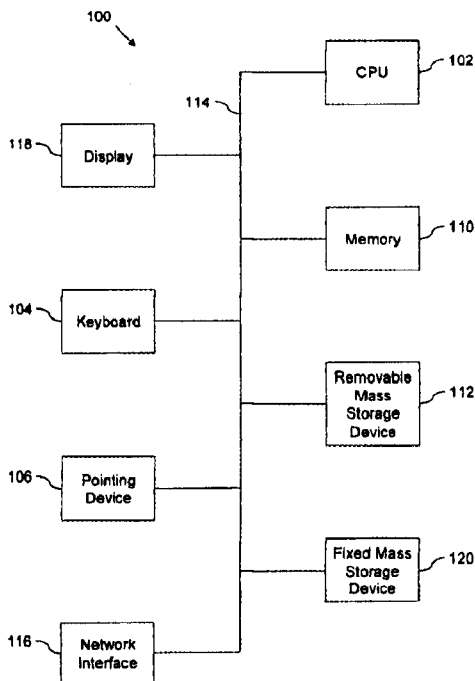 100
CPU
102
114
118
Display
Memory
110
104
Keyboard
Removable
Mass
Storage
Device
112
106
Pointing
Device
Fixed Mass
Storage
Device
120
116
Network
Interface